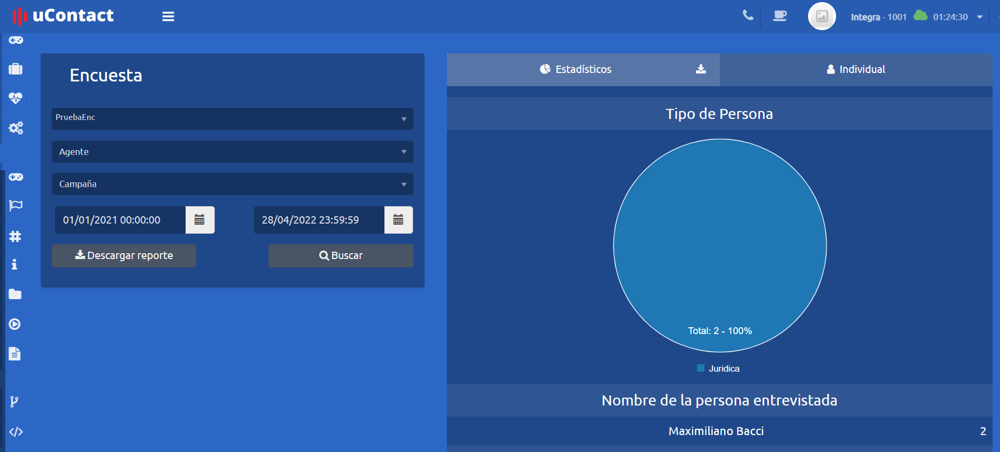 uContact
Integra - 1001
01:24:30
Encuesta
PruebaEnc
Agente
Campaña
01/01/2021 00:00:00
28/04/2022 23:59:59
Descargar reporte
Buscar
Estadísticos
Individual
Tipo de Persona
Total: 2 - 100%
Juridica
Nombre de la persona entrevistada
Maximiliano Bacci 2